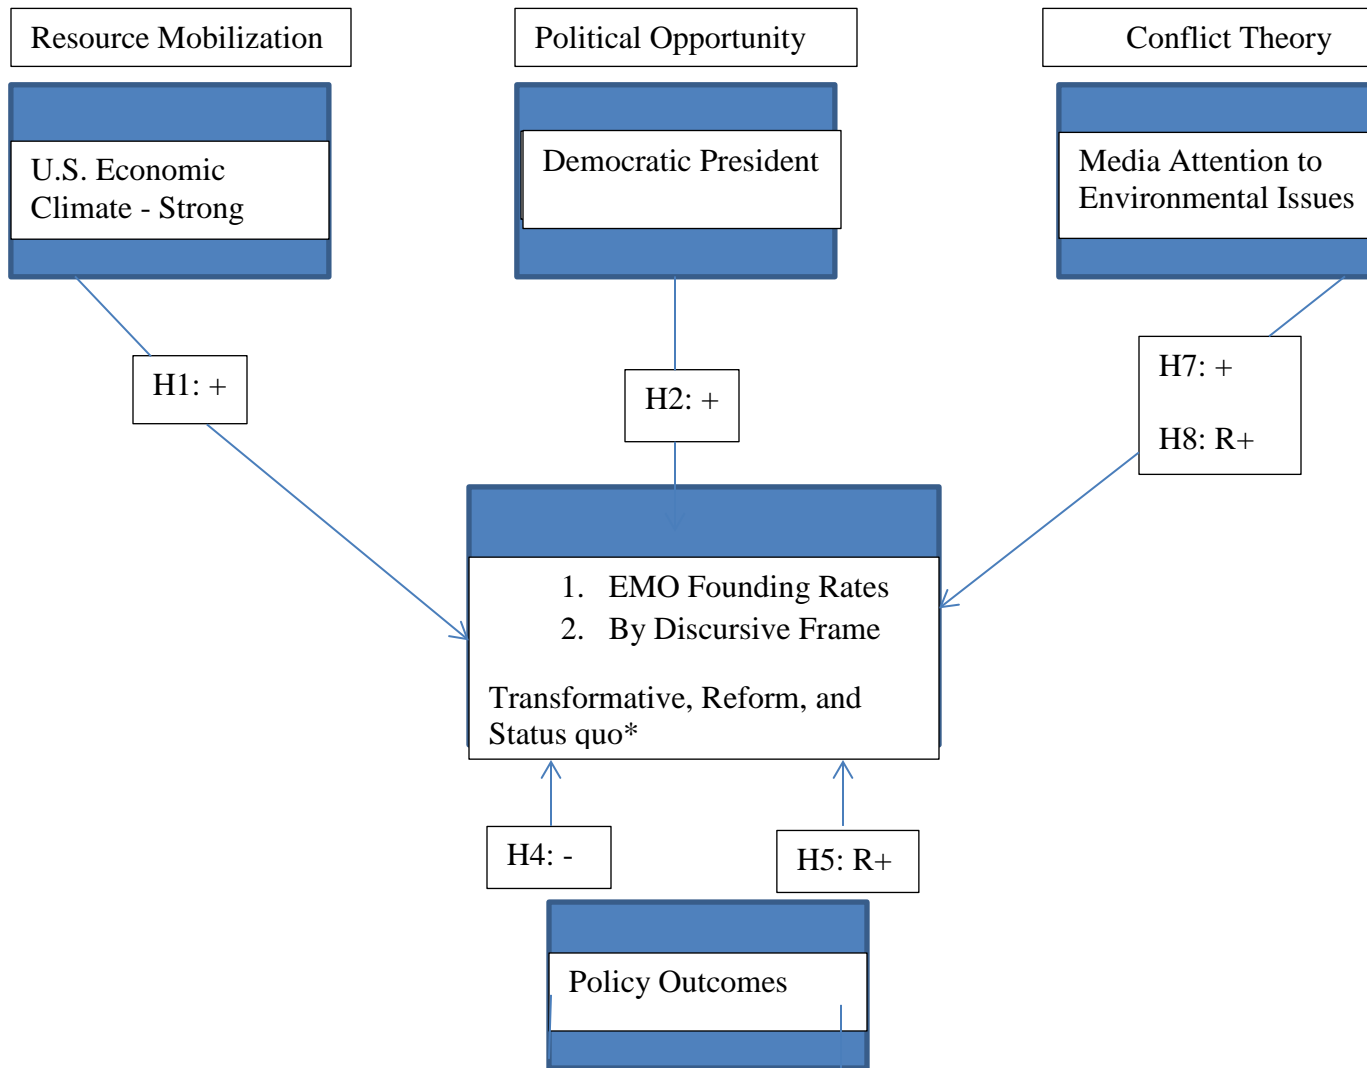 Resource Mobilization
Political Opportunity
Conflict Theory
U.S. Economic
Climate - Strong
Democratic President
Media Attention to
Environmental Issues
H1: +
H2: +
H7: +
H8: R+
1. EMO Founding Rates
2. By Discursive Frame
Transformative, Reform, and
Status quo*
H4: -
H5: R+
Policy Outcomes